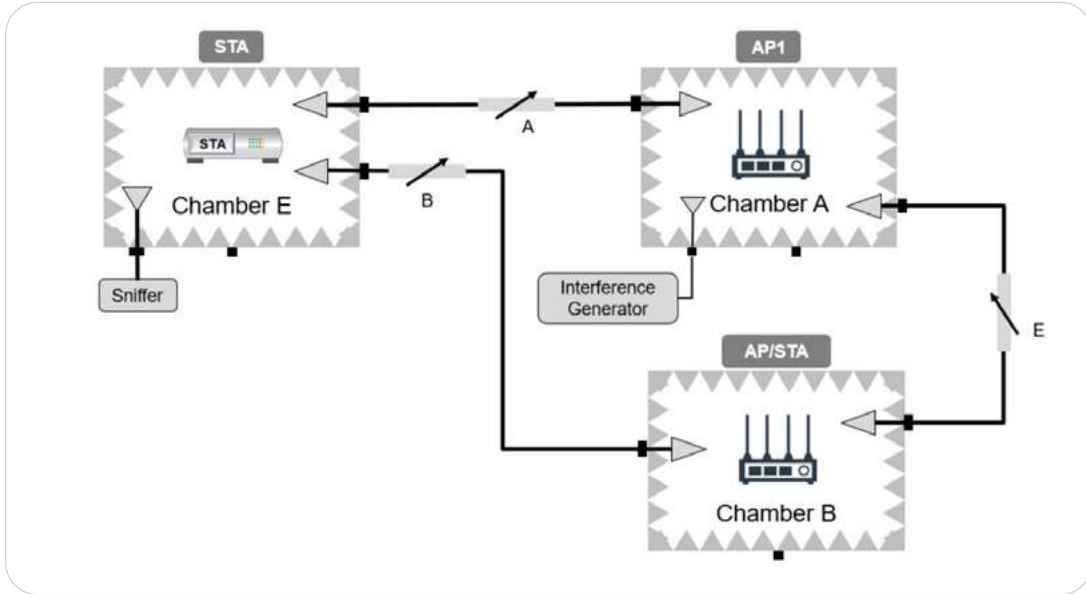 STA
AP1
A
STA
B
Chamber E
Chamber A
Sniffer
Interference
Generator
E
AP/STA
Chamber B